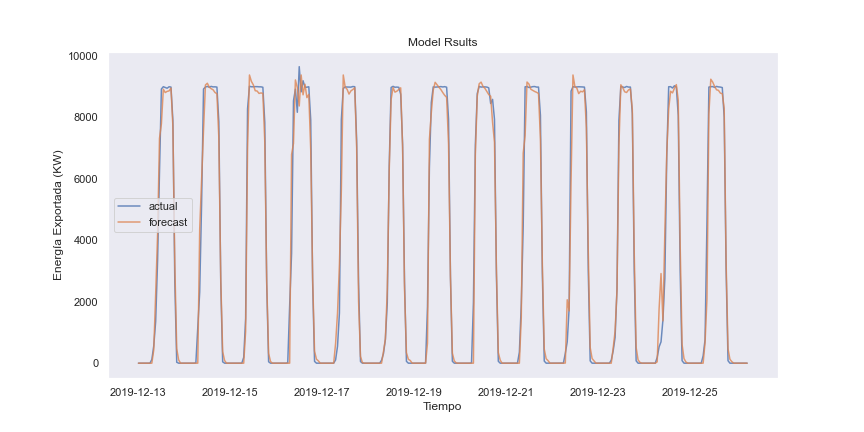 Model Rsults
10000
8000
6000
4000
2000
0
Energía Exportada (KW)
actual
forecast
2019-12-13 2019-12-15 2019-12-17 2019-12-19 2019-12-21 2019-12-23 2019-12-25
Tiempo